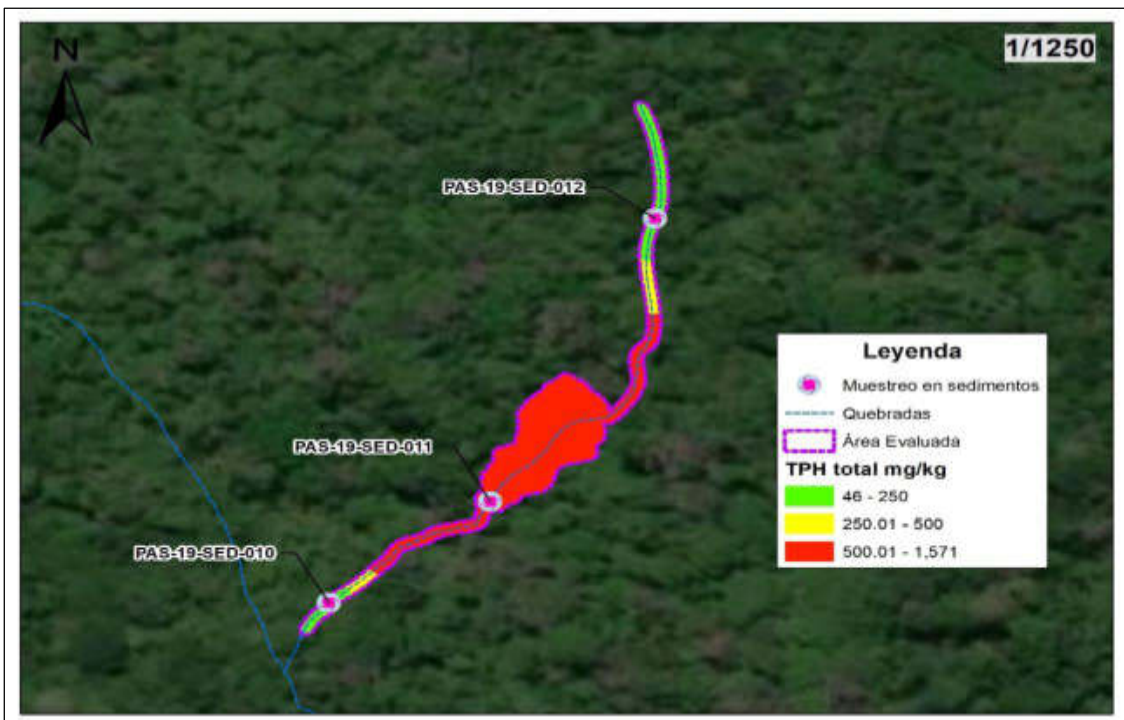 N
1/1250
PAS-19-SED-012
PAS-19-SED-011
PAS-19-SED-010
Leyenda
Muestreo en sedimentos
Quebradas
Área Evaluada
TPH total mg/kg
46 - 250
250.01 - 500
500.01 - 1,571